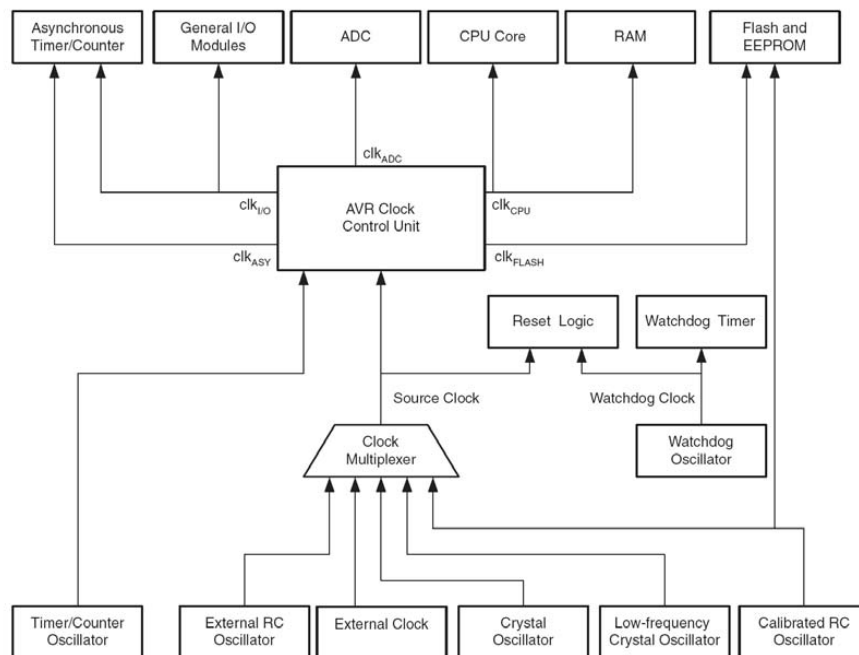 Asynchronous
Timer/Counter
General I/O
Modules
ADC
CPU Core
RAM
Flash and
EEPROM
clkADC
clkI/O
AVR Clock
Control Unit
clkCPU
clkASY
clkFLASH
Reset Logic
Watchdog Timer
Source Clock
Watchdog Clock
Clock
Multiplexer
Watchdog
Oscillator
Timer/Counter
Oscillator
External RC
Oscillator
External Clock
Crystal
Oscillator
Low-frequency
Crystal Oscillator
Calibrated RC
Oscillator